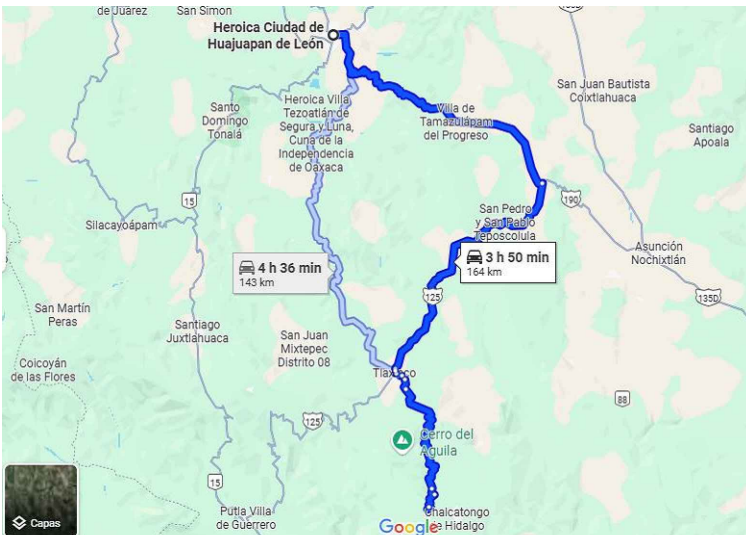 de Juárez
San Simon
Heroica Ciudad de
Huajuapan de León
San Juan Bautista
Coixtlahuaca
Santo
Domingo
Tonalá
Heroica Villa
Tezoatlán de
Segura y Luna,
Cuna de la
Independencia
de Oaxaca
Villa de
Tamazulápam
del Progreso
Santiago
Apoala
15
190
Silacayoápam
San Pedro
y San Pablo
Teposcolula
Asunción
Nochixtlán
4 h 36 min
143 km
3 h 50 min
164 km
125
135D
San Martín
Peras
Santiago
Juxtlahuaca
San Juan
Mixtepec
Distrito 08
Coicoyán
de las Flores
Tlaxiaco
88
125
Cerro del
Águila
15
Putla Villa
de Guerrero
Chalcatongo
de Hidalgo
Capas
Google